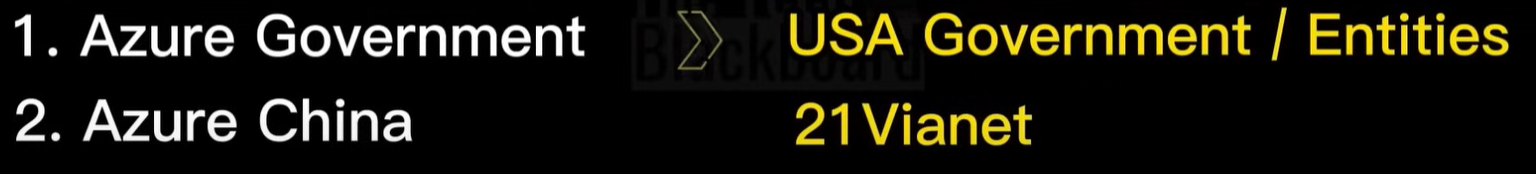 1. Azure Government USA Government / Entities
2. Azure China 21Vianet